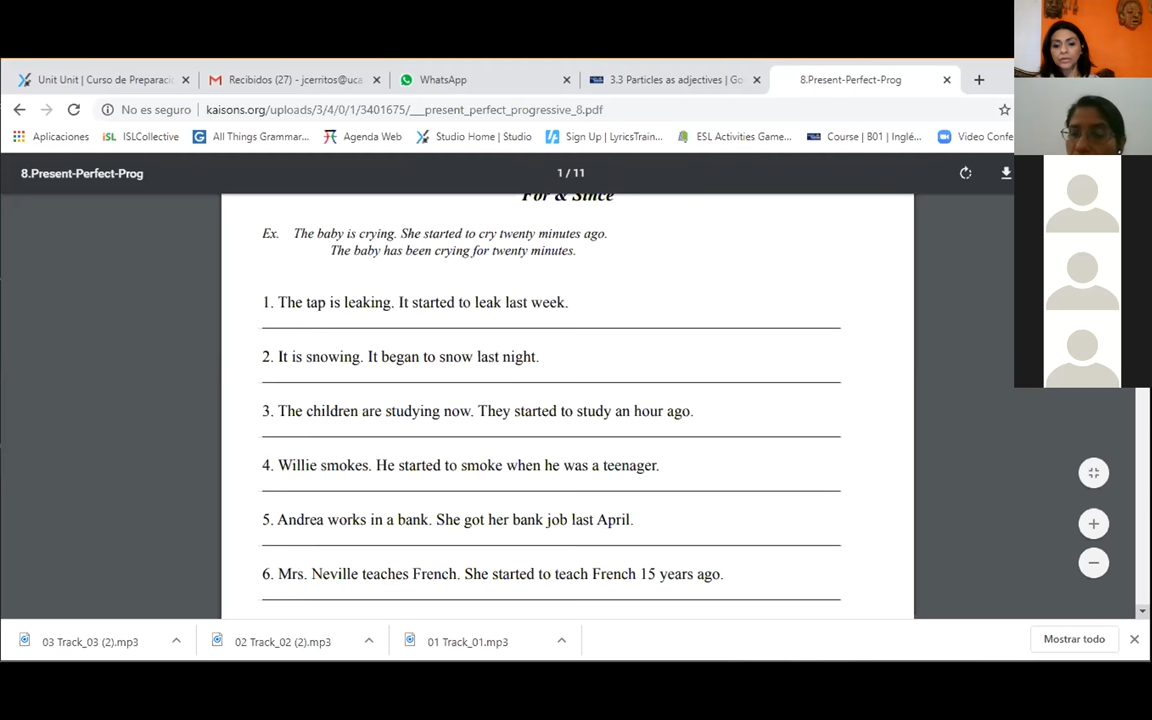 Unit Unit | Curso de Preparaci
Recibidos (27) - jcerritos@uca
WhatsApp
3.3 Particles as adjectives | Go
8.Present-Perfect-Prog
No es seguro
kaisons.org/uploads/3/4/0/1/3401675/___present_perfect_progressive_8.pdf
Aplicaciones
iSL ISLCollective
All Things Grammar...
Agenda Web
Studio Home | Studio
Sign Up | LyricsTrain...
ESL Activities Game...
Course | B01 | Inglé...
Video Confe
8.Present-Perfect-Prog
1 / 11
For & Since
Ex. The baby is crying. She started to cry twenty minutes ago.
The baby has been crying for twenty minutes.
1. The tap is leaking. It started to leak last week.
2. It is snowing. It began to snow last night.
3. The children are studying now. They started to study an hour ago.
4. Willie smokes. He started to smoke when he was a teenager.
5. Andrea works in a bank. She got her bank job last April.
6. Mrs. Neville teaches French. She started to teach French 15 years ago.
03 Track_03 (2).mp3
02 Track_02 (2).mp3
01 Track_01.mp3
Mostrar todo